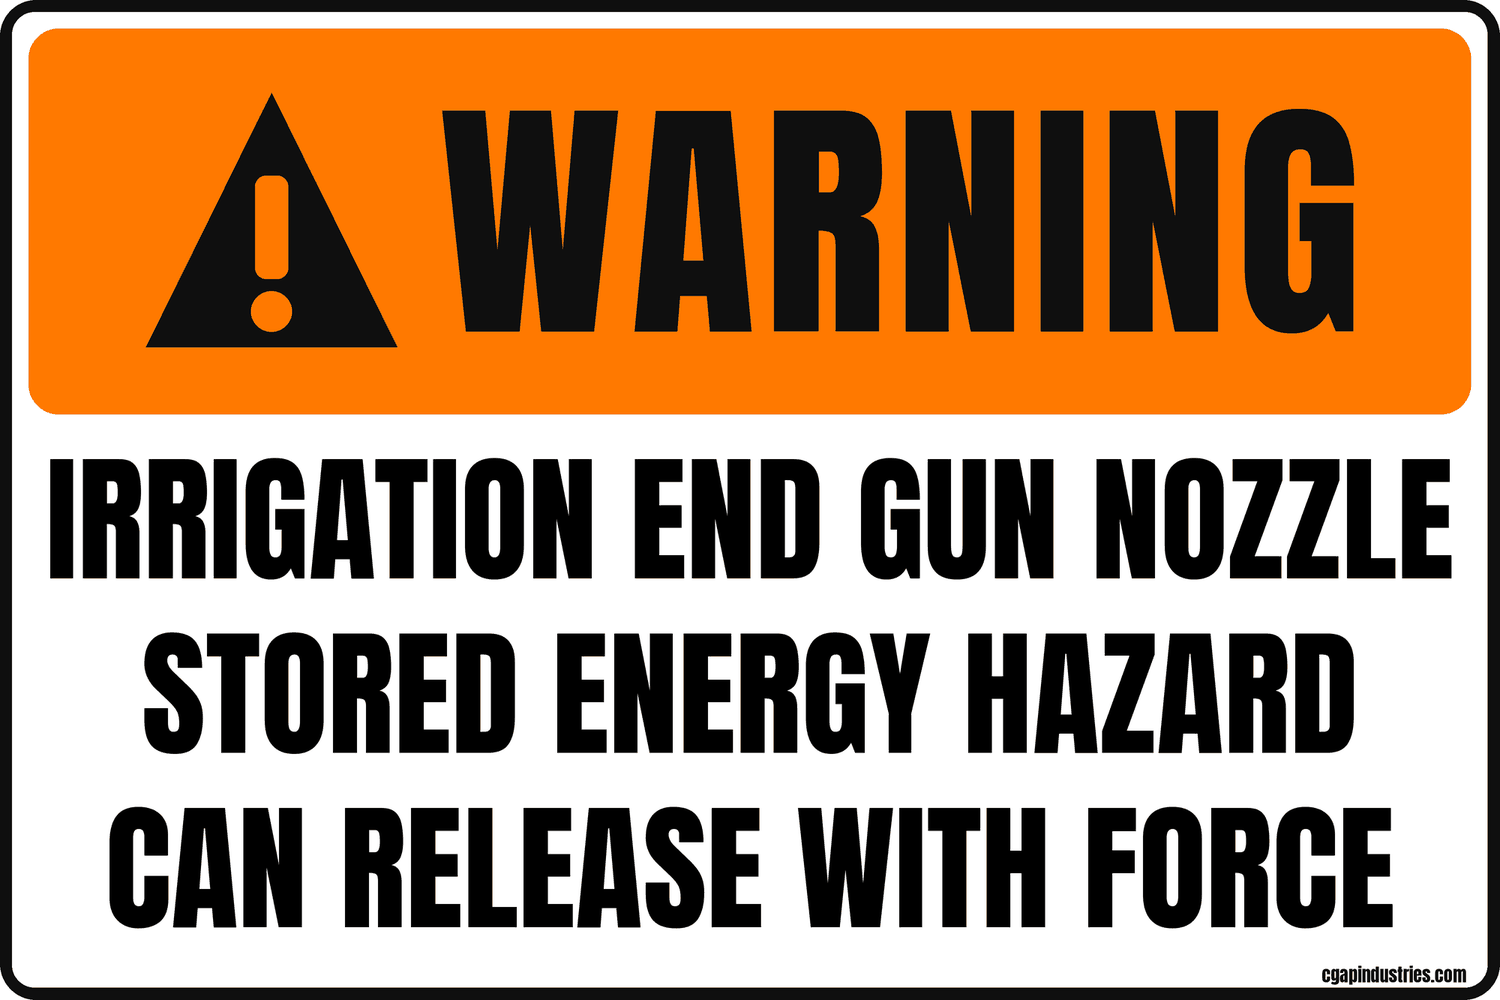 WARNING
IRRIGATION END GUN NOZZLE
STORED ENERGY HAZARD
CAN RELEASE WITH FORCE
cgapindustries.com